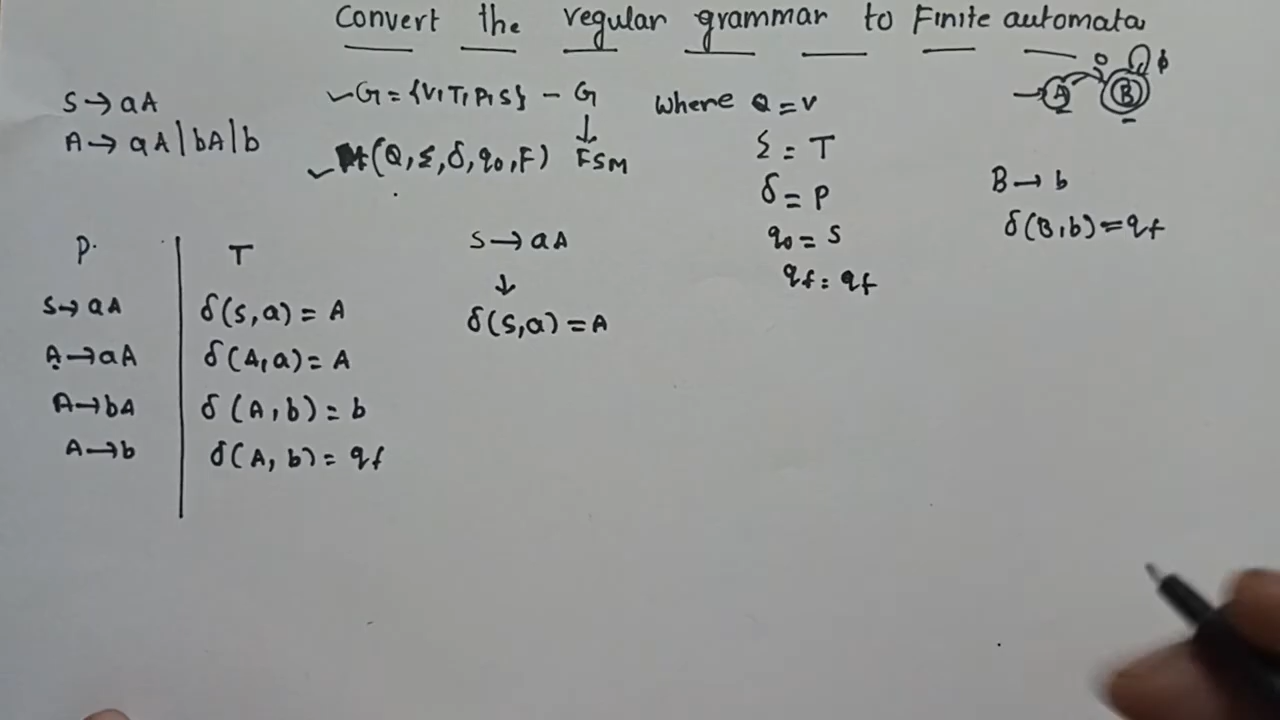 Convert the regular grammar to Finite automata
S→aA
A→aA|bA|b
G={V,T,P,S} - G
↓
M(Q,Σ,δ,q0,F) FSM
where Q=V
Σ=T
δ=P
q0=S
qf=qf
A 0 B
B→b
δ(B,b)=qf
P T
S→aA δ(S,a)=A
A→aA δ(A,a)=A
A→bA δ(A,b)=b
A→b δ(A,b)=qf
S→aA
↓
δ(S,a)=A